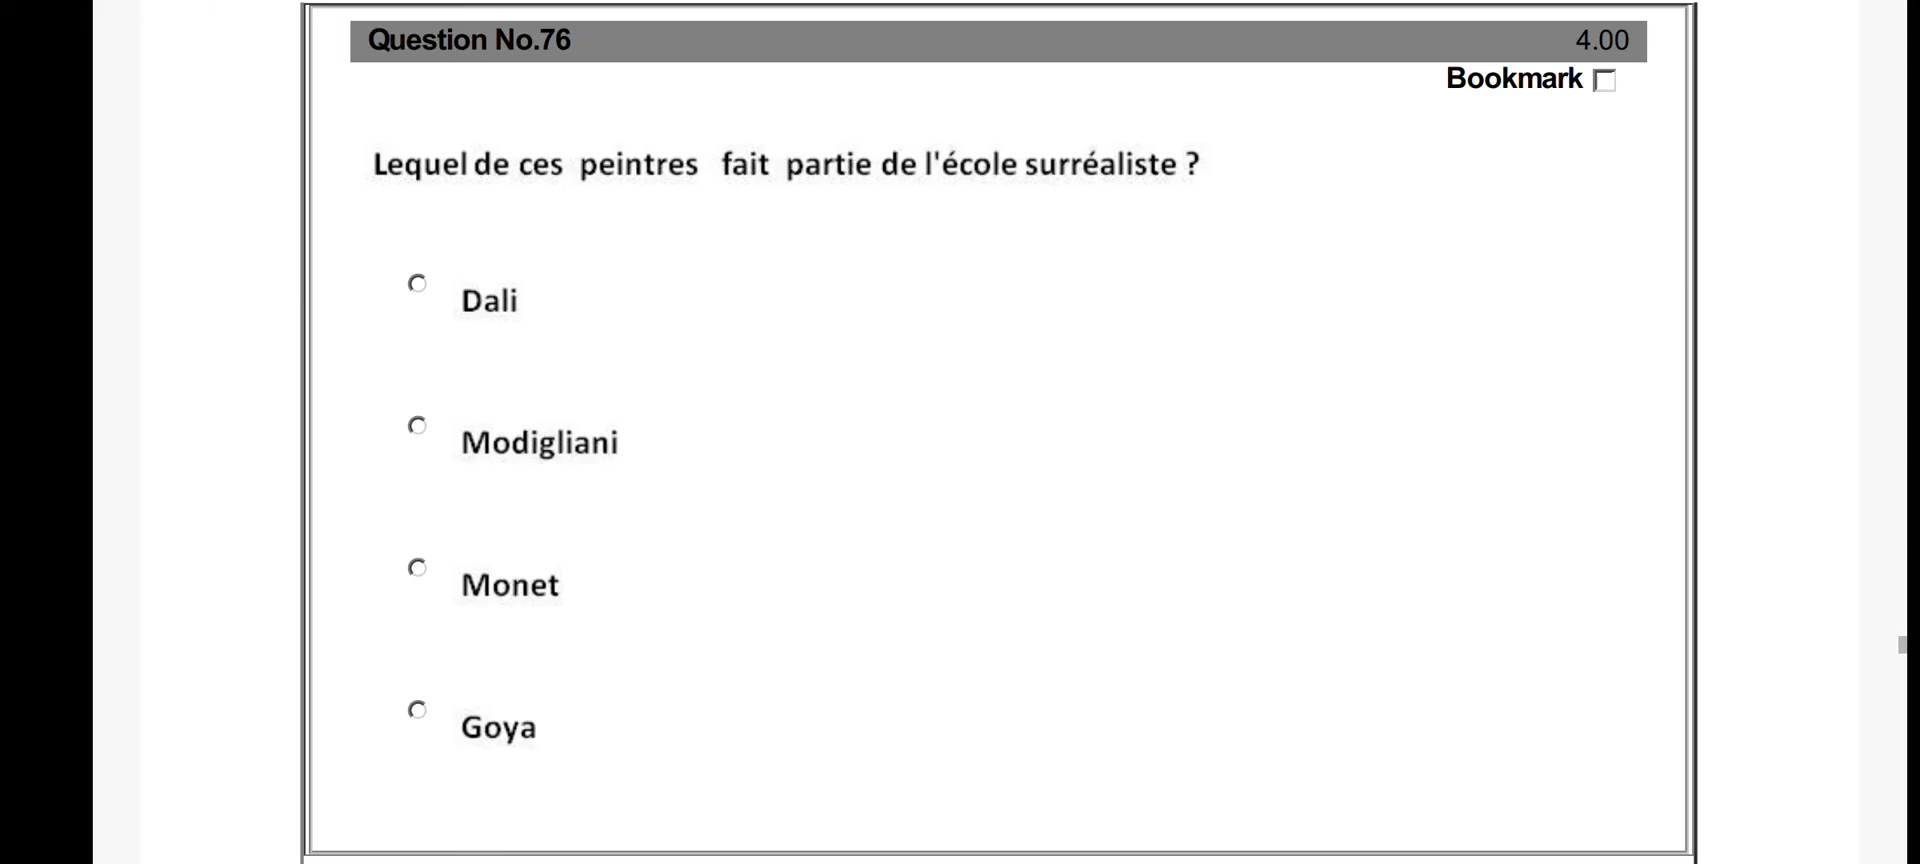 Question No.76 4.00
Bookmark
Lequel de ces peintres fait partie de l'école surréaliste ?
Dali
Modigliani
Monet
Goya